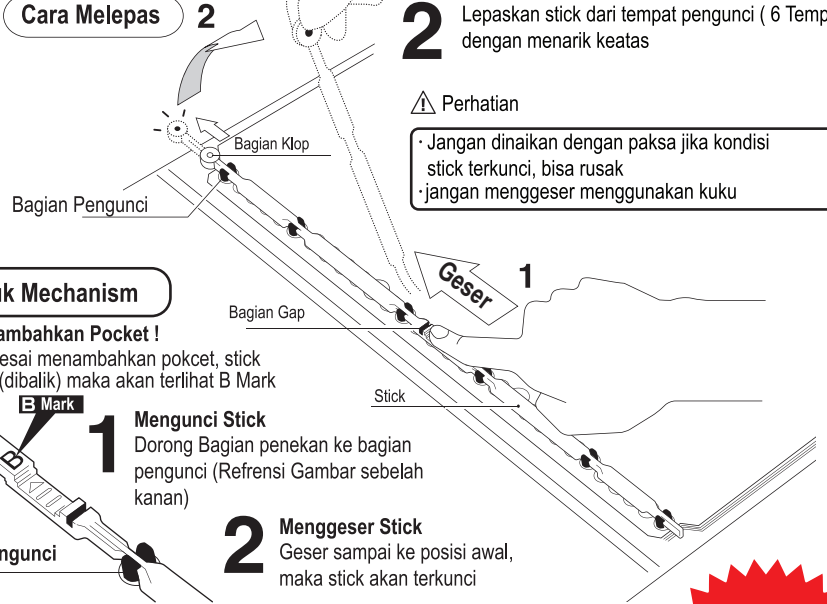 Cara Melepas
2
2
Lepaskan stick dari tempat pengunci ( 6 Temp
dengan menarik keatas
Perhatian
· Jangan dinaikan dengan paksa jika kondisi
stick terkunci, bisa rusak
· jangan menggeser menggunakan kuku
Bagian Klop
Bagian Pengunci
Geser
1
Bagian Gap
Stick
uk Mechanism
ambahkan Pocket !
esai menambahkan pokcet, stick
(dibalik) maka akan terlihat B Mark
B Mark
B
1
Mengunci Stick
Dorong Bagian penekan ke bagian
pengunci (Refrensi Gambar sebelah
kanan)
ngunci
2
Menggeser Stick
Geser sampai ke posisi awal,
maka stick akan terkunci